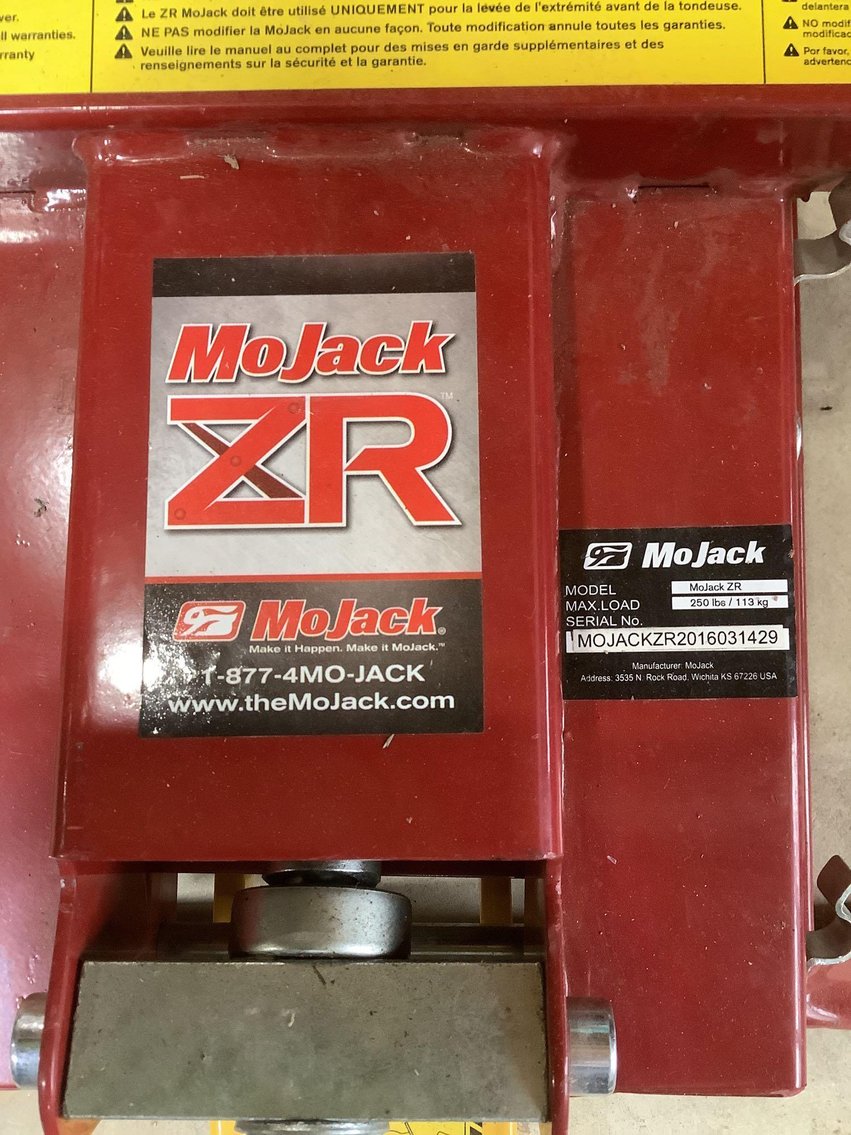 ver.
ll warranties.
rranty
Le ZR MoJack doit être utilisé UNIQUEMENT pour la levée de l'extrémité avant de la tondeuse.
NE PAS modifier la MoJack en aucune façon. Toute modification annule toutes les garanties.
Veuille lire le manuel au complet pour des mises en garde supplémentaires et des
renseignements sur la sécurité et la garantie.
delantera
NO modif
modificac
Por favor,
advertenc
MoJack
ZR™
MoJack®
Make it Happen. Make it MoJack.™
1-877-4MO-JACK
www.theMoJack.com
MoJack
MODEL MoJack ZR
MAX.LOAD 250 lbs / 113 kg
SERIAL No.
MOJACKZR2016031429
Manufacturer: MoJack
Address: 3535 N. Rock Road, Wichita KS 67226 USA